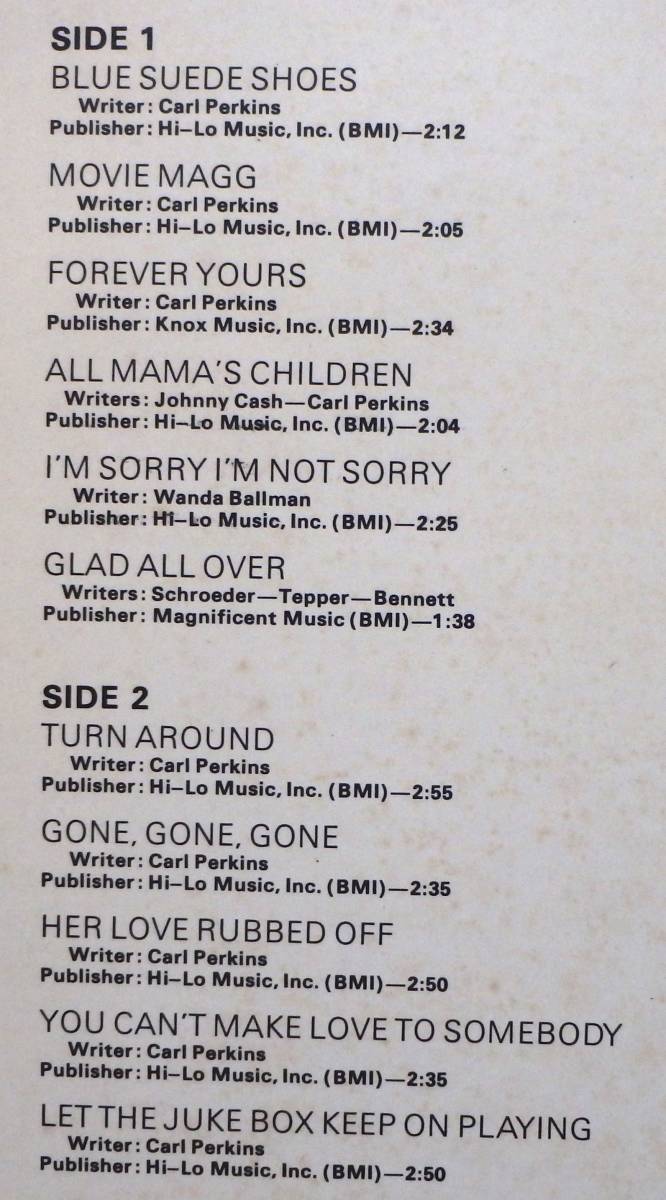 SIDE 1
BLUE SUEDE SHOES
Writer: Carl Perkins
Publisher: Hi–Lo Music, Inc. (BMI)—2:12
MOVIE MAGG
Writer: Carl Perkins
Publisher: Hi–Lo Music, Inc. (BMI)—2:05
FOREVER YOURS
Writer: Carl Perkins
Publisher: Knox Music, Inc. (BMI)—2:34
ALL MAMA'S CHILDREN
Writers: Johnny Cash—Carl Perkins
Publisher: Hi–Lo Music, Inc. (BMI)—2:04
I'M SORRY I'M NOT SORRY
Writer: Wanda Ballman
Publisher: Hi–Lo Music, Inc. (BMI)—2:25
GLAD ALL OVER
Writers: Schroeder—Tepper—Bennett
Publisher: Magnificent Music (BMI)—1:38
SIDE 2
TURN AROUND
Writer: Carl Perkins
Publisher: Hi–Lo Music, Inc. (BMI)—2:55
GONE, GONE, GONE
Writer: Carl Perkins
Publisher: Hi–Lo Music, Inc. (BMI)—2:35
HER LOVE RUBBED OFF
Writer: Carl Perkins
Publisher: Hi–Lo Music, Inc. (BMI)—2:50
YOU CAN'T MAKE LOVE TO SOMEBODY
Writer: Carl Perkins
Publisher: Hi–Lo Music, Inc. (BMI)—2:35
LET THE JUKE BOX KEEP ON PLAYING
Writer: Carl Perkins
Publisher: Hi–Lo Music, Inc. (BMI)—2:50